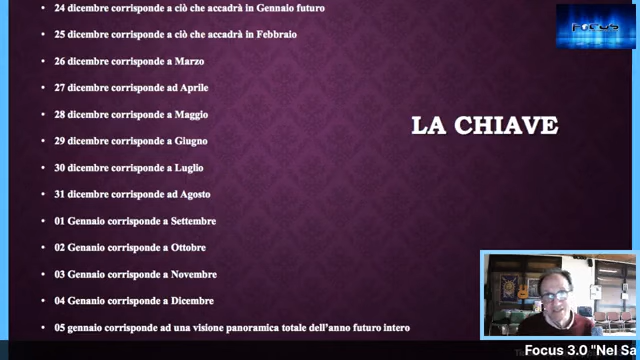 24 dicembre corrisponde a ciò che accadrà in Gennaio futuro
25 dicembre corrisponde a ciò che accadrà in Febbraio
26 dicembre corrisponde a Marzo
27 dicembre corrisponde ad Aprile
28 dicembre corrisponde a Maggio
29 dicembre corrisponde a Giugno
30 dicembre corrisponde a Luglio
31 dicembre corrisponde ad Agosto
01 Gennaio corrisponde a Settembre
02 Genanio corrisponde a Ottobre
03 Gennaio corrisponde a Novembre
04 Genanio corrisponde a Dicembre
05 gennaio corrisponde ad una visione panoramica totale dell'anno futuro intero
LA CHIAVE
FOCUS
Focus 3.0 "Nel Sa